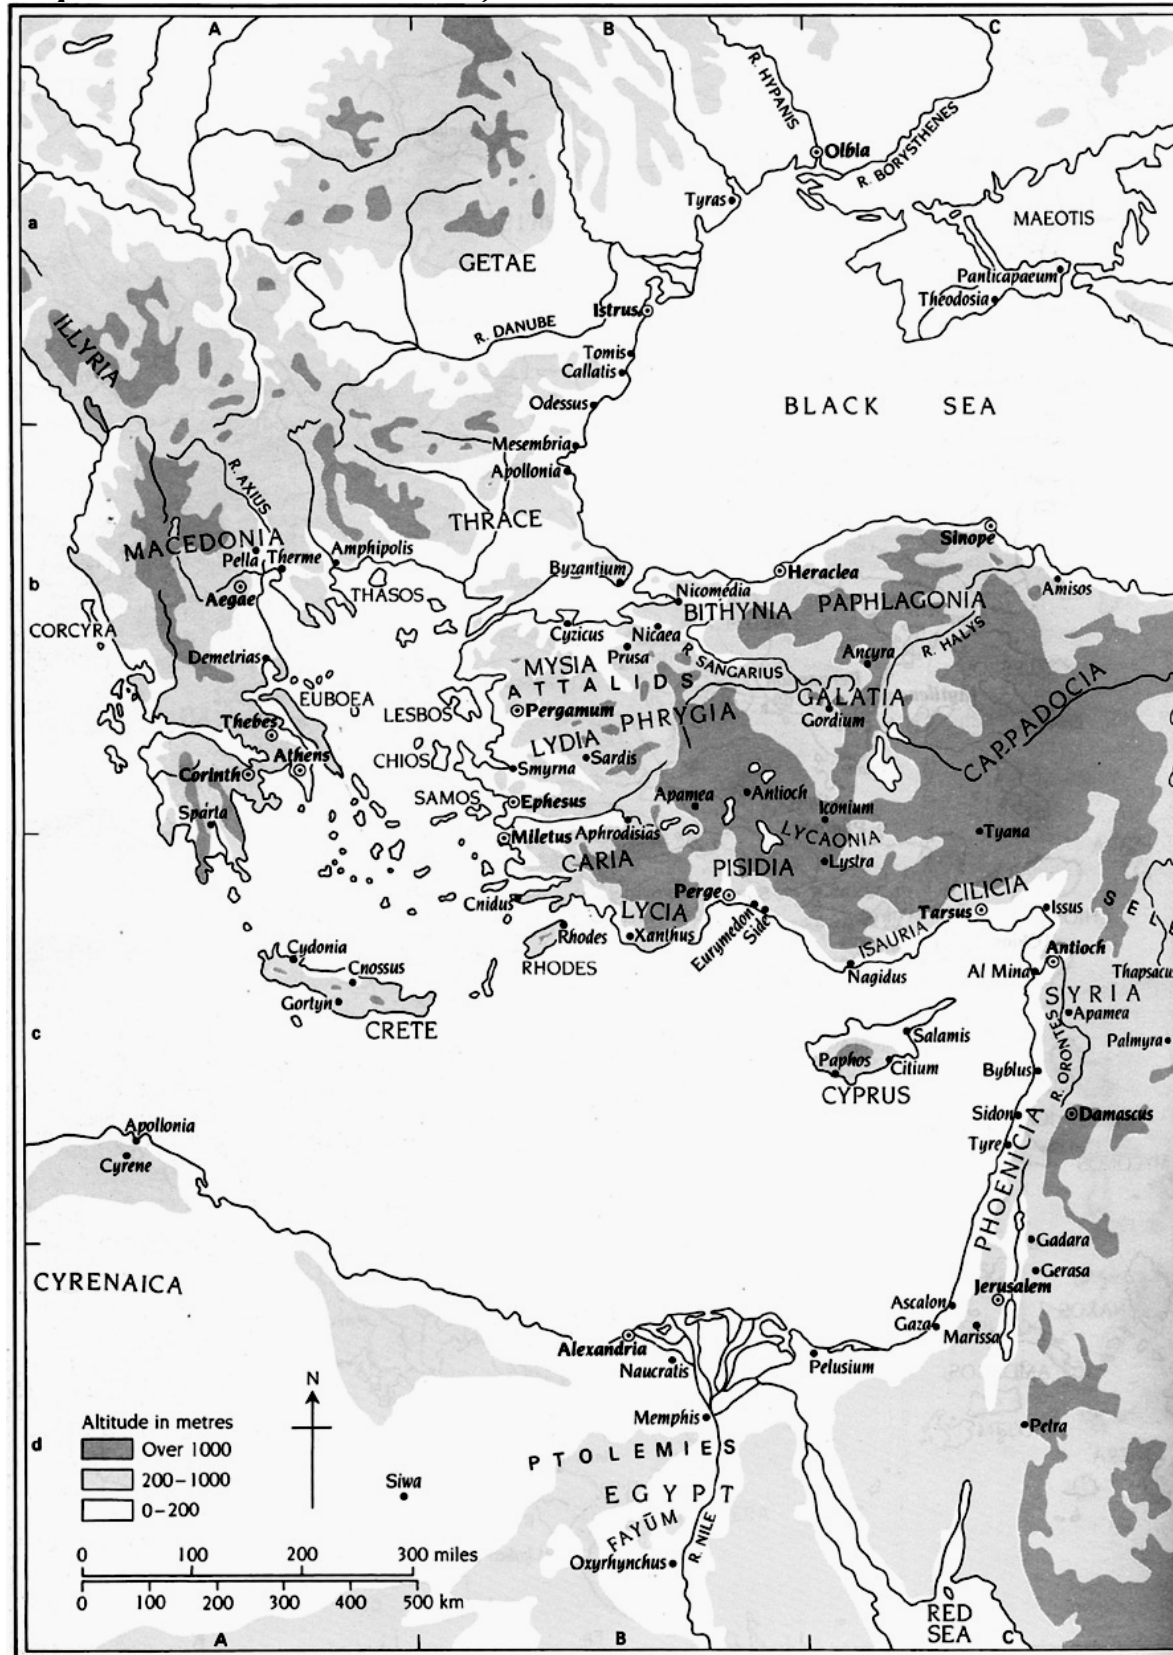 A
B
C
R. HYPANIS
Olbia
R. BORYSTHENES
Tyras
MAEOTIS
a
GETAE
Panticapaeum
Theodosia
Istrus
R. DANUBE
ILLYRIA
Tomis
Callatis
Odessus
BLACK SEA
Mesembria
Apollonia
R. AXIUS
THRACE
MACEDONIA
Sinope
Pella
Therme
Amphipolis
Byzantium
Heraclea
b
Aegae
THASOS
Nicomedia
BITHYNIA
PAPHLAGONIA
Amisos
CORCYRA
Cyzicus
Nicaea
R. HALYS
Demetrias
MYSIA
Prusa
R. SANGARIUS
Ancyra
ATTALIDS
EUBOEA
LESBOS
Pergamum
PHRYGIA
GALATIA
Gordium
CAPPADOCIA
Thebes
LYDIA
Athens
CHIOS
Smyrna
Sardis
Corinth
SAMOS
Ephesus
Apamea
Antioch
Iconium
Sparta
Miletus
Aphrodisias
LYCAONIA
Tyana
CARIA
PISIDIA
Lystra
Cnidus
Perge
CILICIA
LYCIA
Tarsus
Issus
SELE
Rhodes
Xanthus
Eurymedon
Side
ISAURIA
Cydonia
RHODES
Nagidus
Antioch
Al Mina
Thapsacus
Cnossus
SYRIA
Gortyn
Apamea
CRETE
c
Salamis
R. ORONTES
Palmyra
Paphos
Citium
Byblus
CYPRUS
Sidon
Damascus
Apollonia
Tyre
Cyrene
PHOENICIA
Gadara
CYRENAICA
Gerasa
Jerusalem
Ascalon
Gaza
Marissa
Alexandria
Naucratis
Pelusium
N
Altitude in metres
Memphis
Petra
d
Over 1000
PTOLEMIES
200–1000
Siwa
EGYPT
0–200
FAYŪM
R. NILE
0 100 200 300 miles
Oxyrhynchus
0 100 200 300 400 500 km
RED
SEA
A
B
C